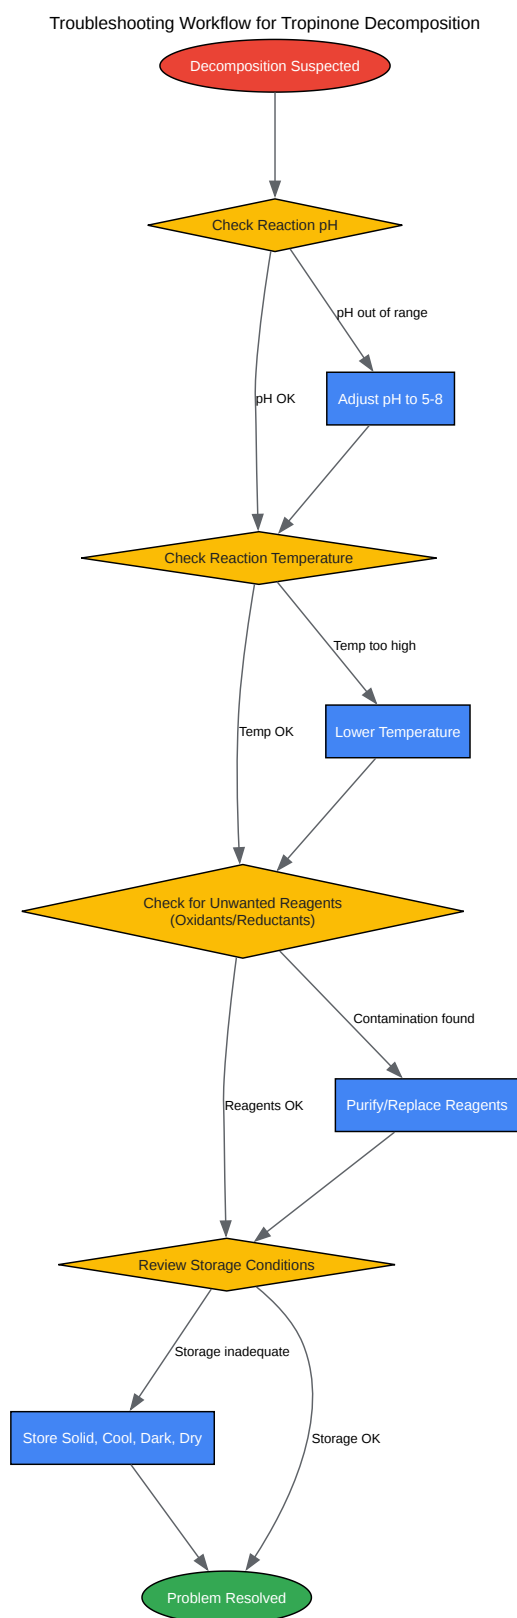 Troubleshooting Workflow for Tropinone Decomposition
Decomposition Suspected
Check Reaction pH
pH out of range
pH OK
Adjust pH to 5-8
Check Reaction Temperature
Temp too high
Temp OK
Lower Temperature
Check for Unwanted Reagents
(Oxidants/Reductants)
Contamination found
Reagents OK
Purify/Replace Reagents
Review Storage Conditions
Storage inadequate
Store Solid, Cool, Dark, Dry
Storage OK
Problem Resolved